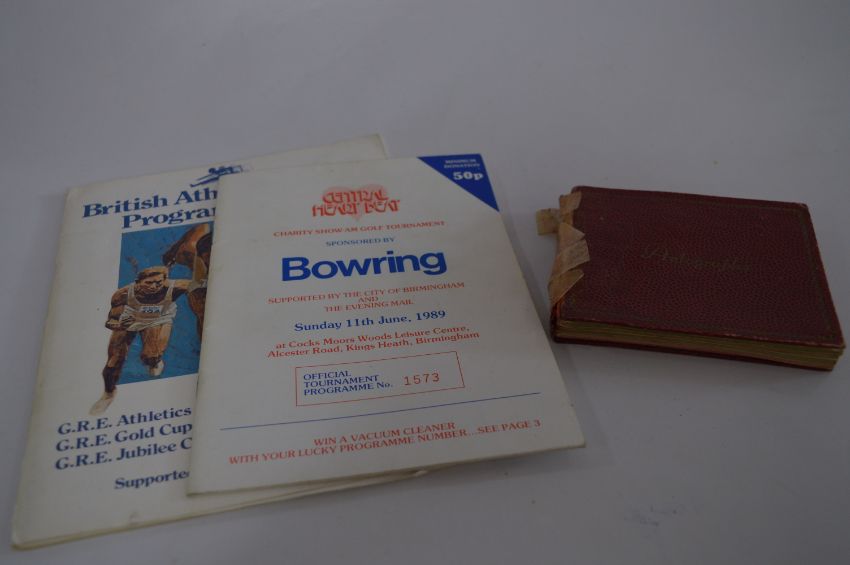 British Ath
Program
G.R.E. Athletics
G.R.E. Gold Cup
G.R.E. Jubilee C
Supported
MINIMUM
DONATION
50p
CENTRAL
HEART BEAT
CHARITY SHOW-AM GOLF TOURNAMENT
SPONSORED BY
Bowring
SUPPORTED BY THE CITY OF BIRMINGHAM
AND
THE EVENING MAIL
Sunday 11th June, 1989
at Cocks Moors Woods Leisure Centre,
Alcester Road, Kings Heath, Birmingham
OFFICIAL
TOURNAMENT
PROGRAMME No. 1573
WIN A VACUUM CLEANER
WITH YOUR LUCKY PROGRAMME NUMBER...SEE PAGE 3
Autographs